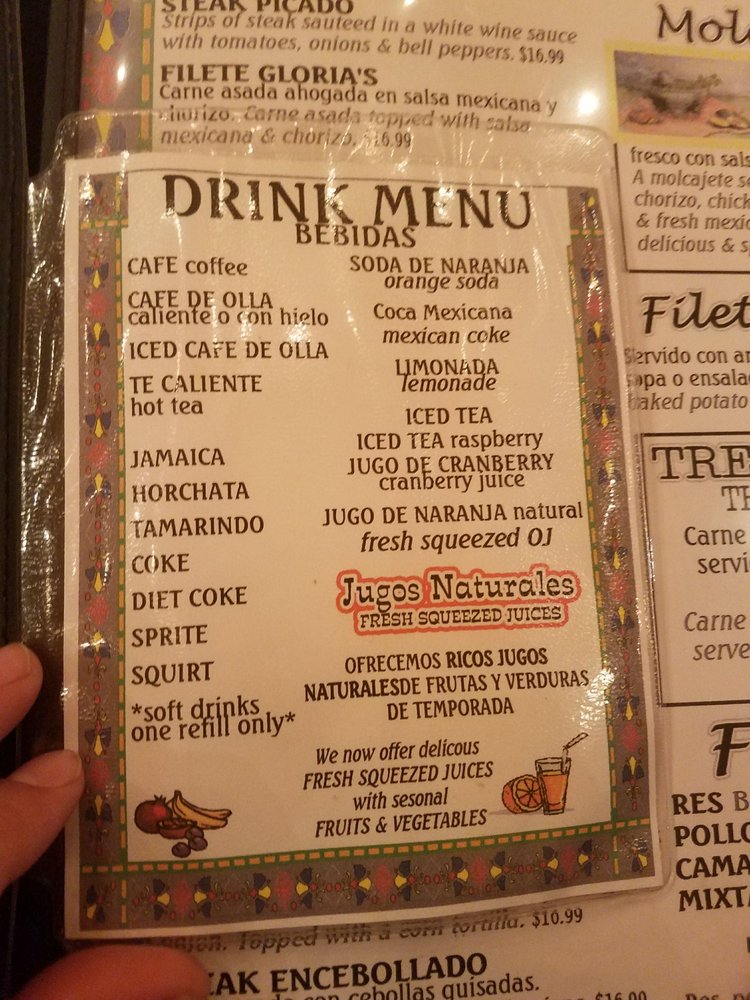 STEAK PICADO
Strips of steak sauteed in a white wine sauce
with tomatoes, onions & bell peppers. $16.99
FILETE GLORIA'S
Carne asada ahogada en salsa mexicana y
chorizo. Carne asada topped with salsa
mexicana & chorizo. $16.99
DRINK MENU
BEBIDAS
CAFE coffee
CAFE DE OLLA
caliente o con hielo
ICED CAFE DE OLLA
TE CALIENTE
hot tea
JAMAICA
HORCHATA
TAMARINDO
COKE
DIET COKE
SPRITE
SQUIRT
*soft drinks
one refill only*
SODA DE NARANJA
orange soda
Coca Mexicana
mexican coke
LIMONADA
lemonade
ICED TEA
ICED TEA raspberry
JUGO DE CRANBERRY
cranberry juice
JUGO DE NARANJA natural
fresh squeezed OJ
Jugos Naturales
FRESH SQUEEZED JUICES
OFRECEMOS RICOS JUGOS
NATURALESDE FRUTAS Y VERDURAS
DE TEMPORADA
We now offer delicous
FRESH SQUEEZED JUICES
with sesonal
FRUITS & VEGETABLES
Topped with a corn tortilla. $10.99
EAK ENCEBOLLADO
con cebollas guisadas.
$16.99
Mol
fresco con sals
A molcajete se
chorizo, chick
& fresh mexic
delicious & s
Filet
Servido con ar
sopa o ensala
baked potato
TRE
Carne
servi
Carne
serve
F
RES
POLLO
CAMA
MIXTA